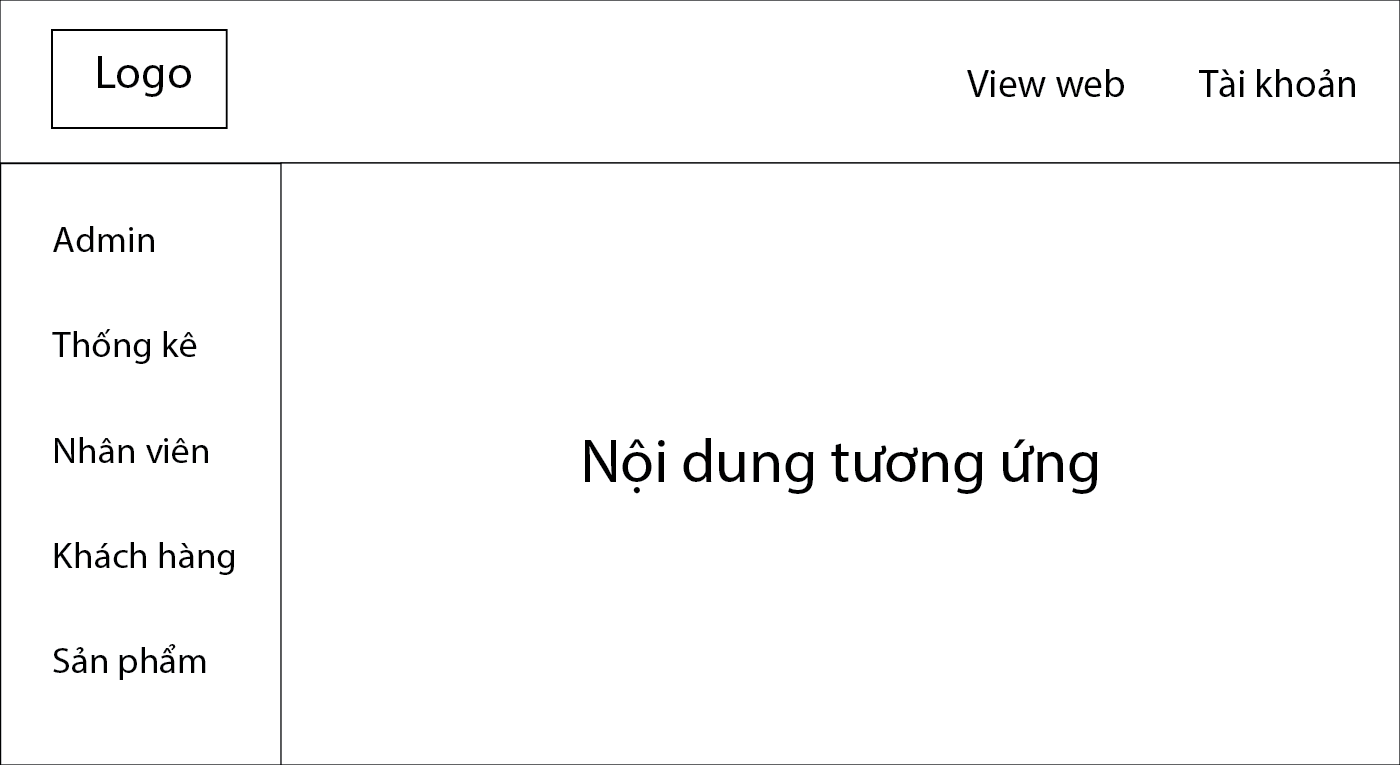 Logo
View web
Tài khoản
Admin
Thống kê
Nhân viên
Khách hàng
Sản phẩm
Nội dung tương ứng